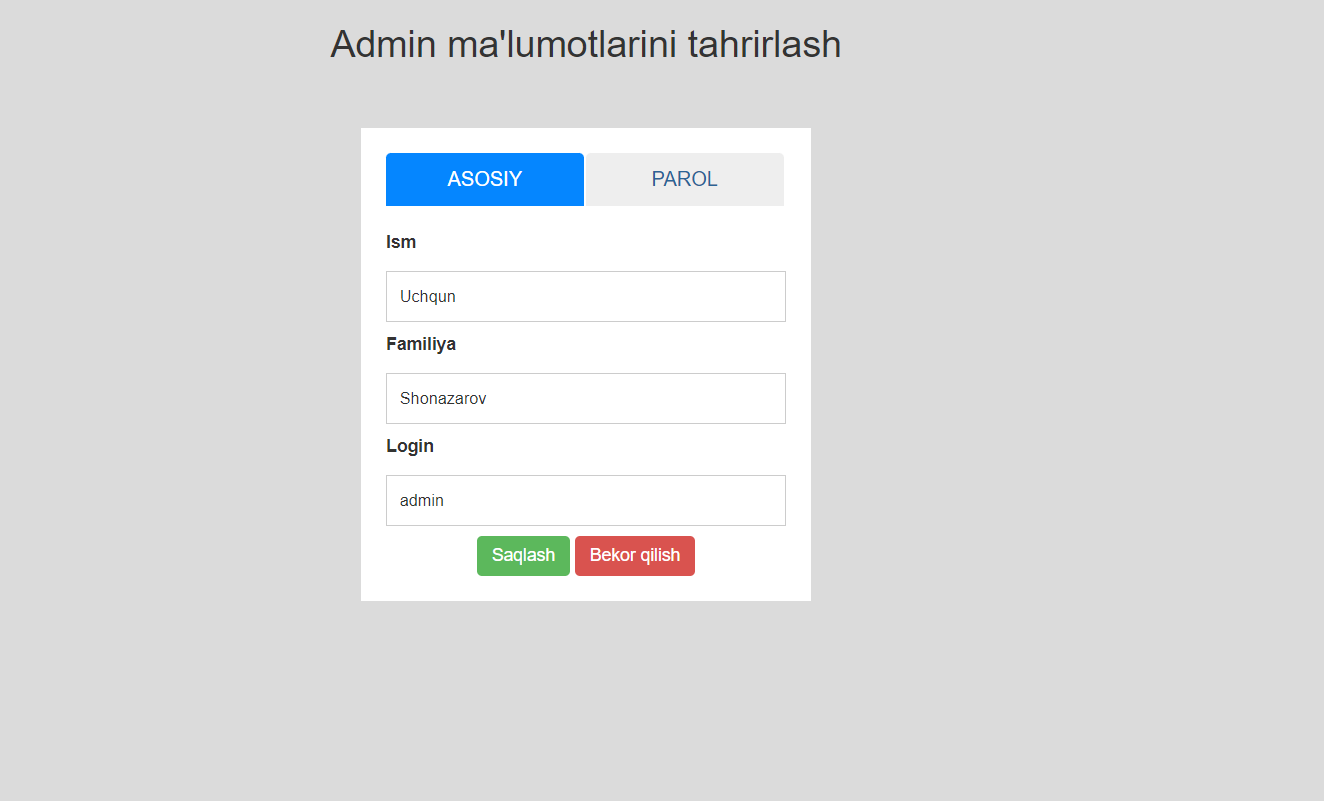 Admin ma'lumotlarini tahrirlash
ASOSIY PAROL
Ism
Uchqun
Familiya
Shonazarov
Login
admin
Saqlash Bekor qilish